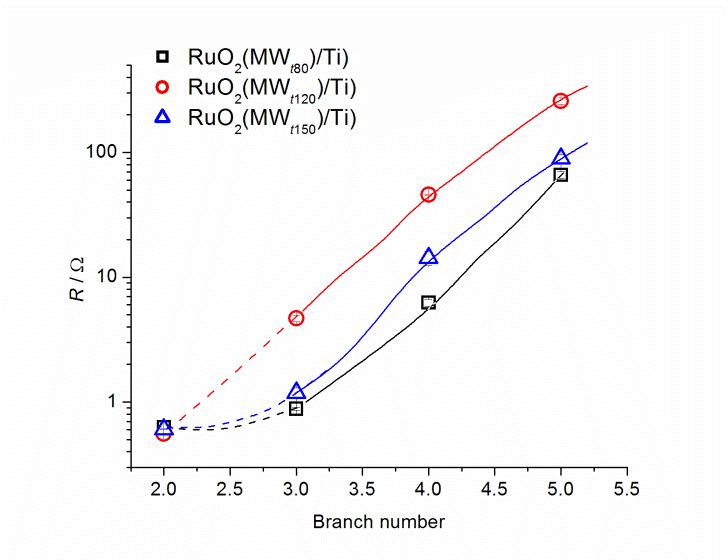 RuO2(MWt80)/Ti)
RuO2(MWt120)/Ti)
RuO2(MWt150)/Ti)
100
10
1
R / Ω
2.0 2.5 3.0 3.5 4.0 4.5 5.0 5.5
Branch number